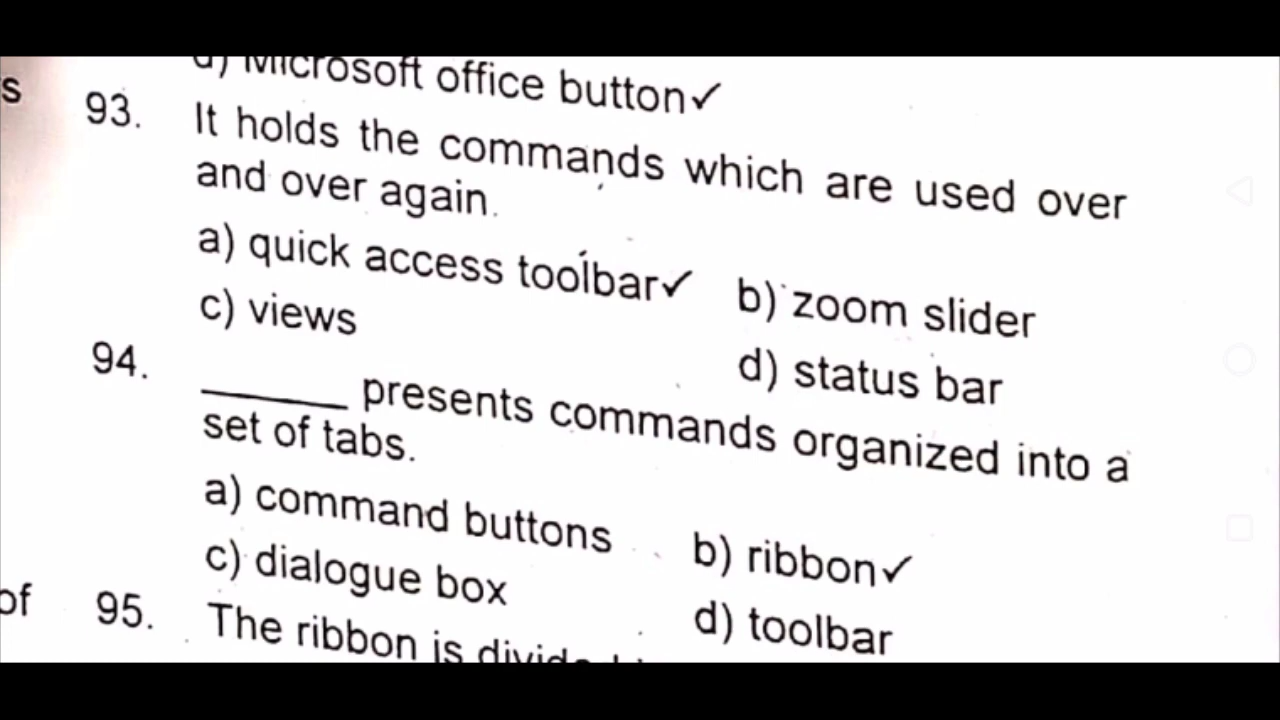 d) Microsoft office button✓
s 93. It holds the commands which are used over
and over again.
a) quick access toolbar✓ b) zoom slider
c) views d) status bar
94. ______ presents commands organized into a
set of tabs.
a) command buttons b) ribbon✓
c) dialogue box d) toolbar
of 95. The ribbon is